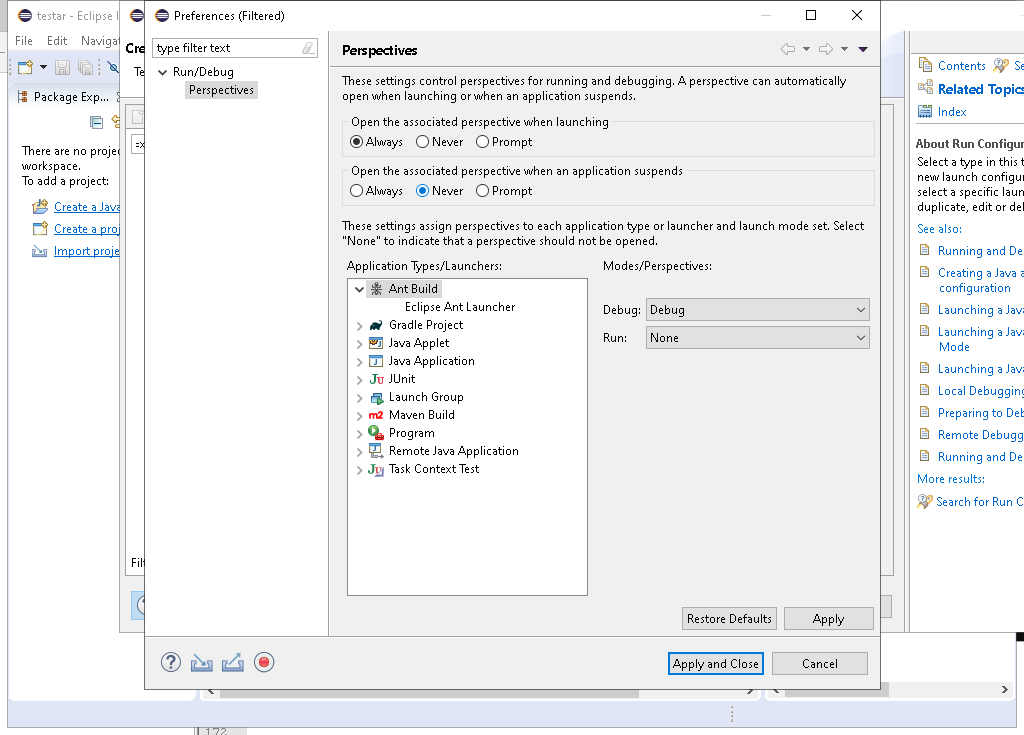 testar - Eclipse I
File Edit Navigat
Package Exp...
There are no projec
workspace.
To add a project:
Create a Java
Create a proj
Import proje
Cre
Te
Filt
Preferences (Filtered)
type filter text
Run/Debug
Perspectives
Perspectives
These settings control perspectives for running and debugging. A perspective can automatically
open when launching or when an application suspends.
Open the associated perspective when launching
Always Never Prompt
Open the associated perspective when an application suspends
Always Never Prompt
These settings assign perspectives to each application type or launcher and launch mode set. Select
"None" to indicate that a perspective should not be opened.
Application Types/Launchers:
Ant Build
Eclipse Ant Launcher
Gradle Project
Java Applet
Java Application
JUnit
Launch Group
Maven Build
Program
Remote Java Application
Task Context Test
Modes/Perspectives:
Debug: Debug
Run: None
Restore Defaults Apply
Apply and Close Cancel
Contents Se
Related Topics
Index
About Run Configur
Select a type in this t
new launch configur
select a specific laun
duplicate, edit or del
See also:
Running and De
Creating a Java a
configuration
Launching a Java
Launching a Java
Mode
Launching a Java
Local Debugging
Preparing to Deb
Remote Debugg
Running and De
More results:
Search for Run C
172